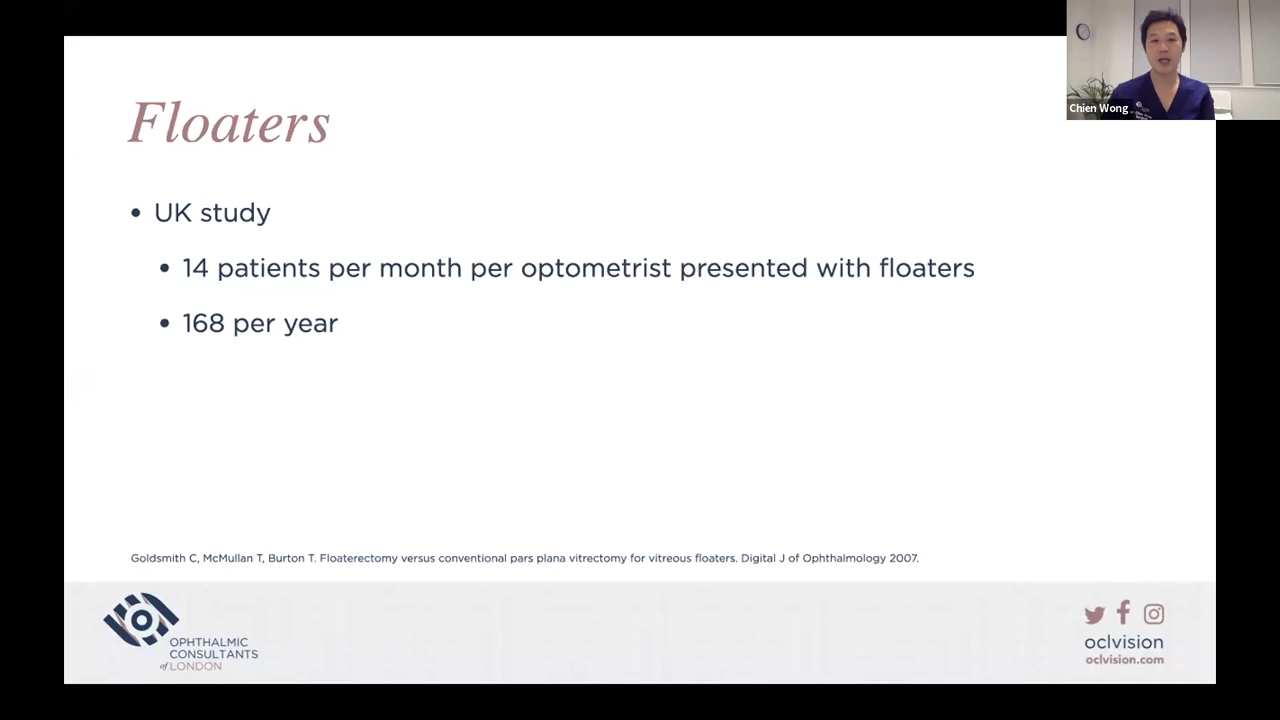 Chien Wong
Floaters
• UK study
• 14 patients per month per optometrist presented with floaters
• 168 per year
Goldsmith C, McMullan T, Burton T. Floaterectomy versus conventional pars plana vitrectomy for vitreous floaters. Digital J of Ophthalmology 2007.
OPHTHALMIC
CONSULTANTS
of LONDON
oclvision
oclvision.com